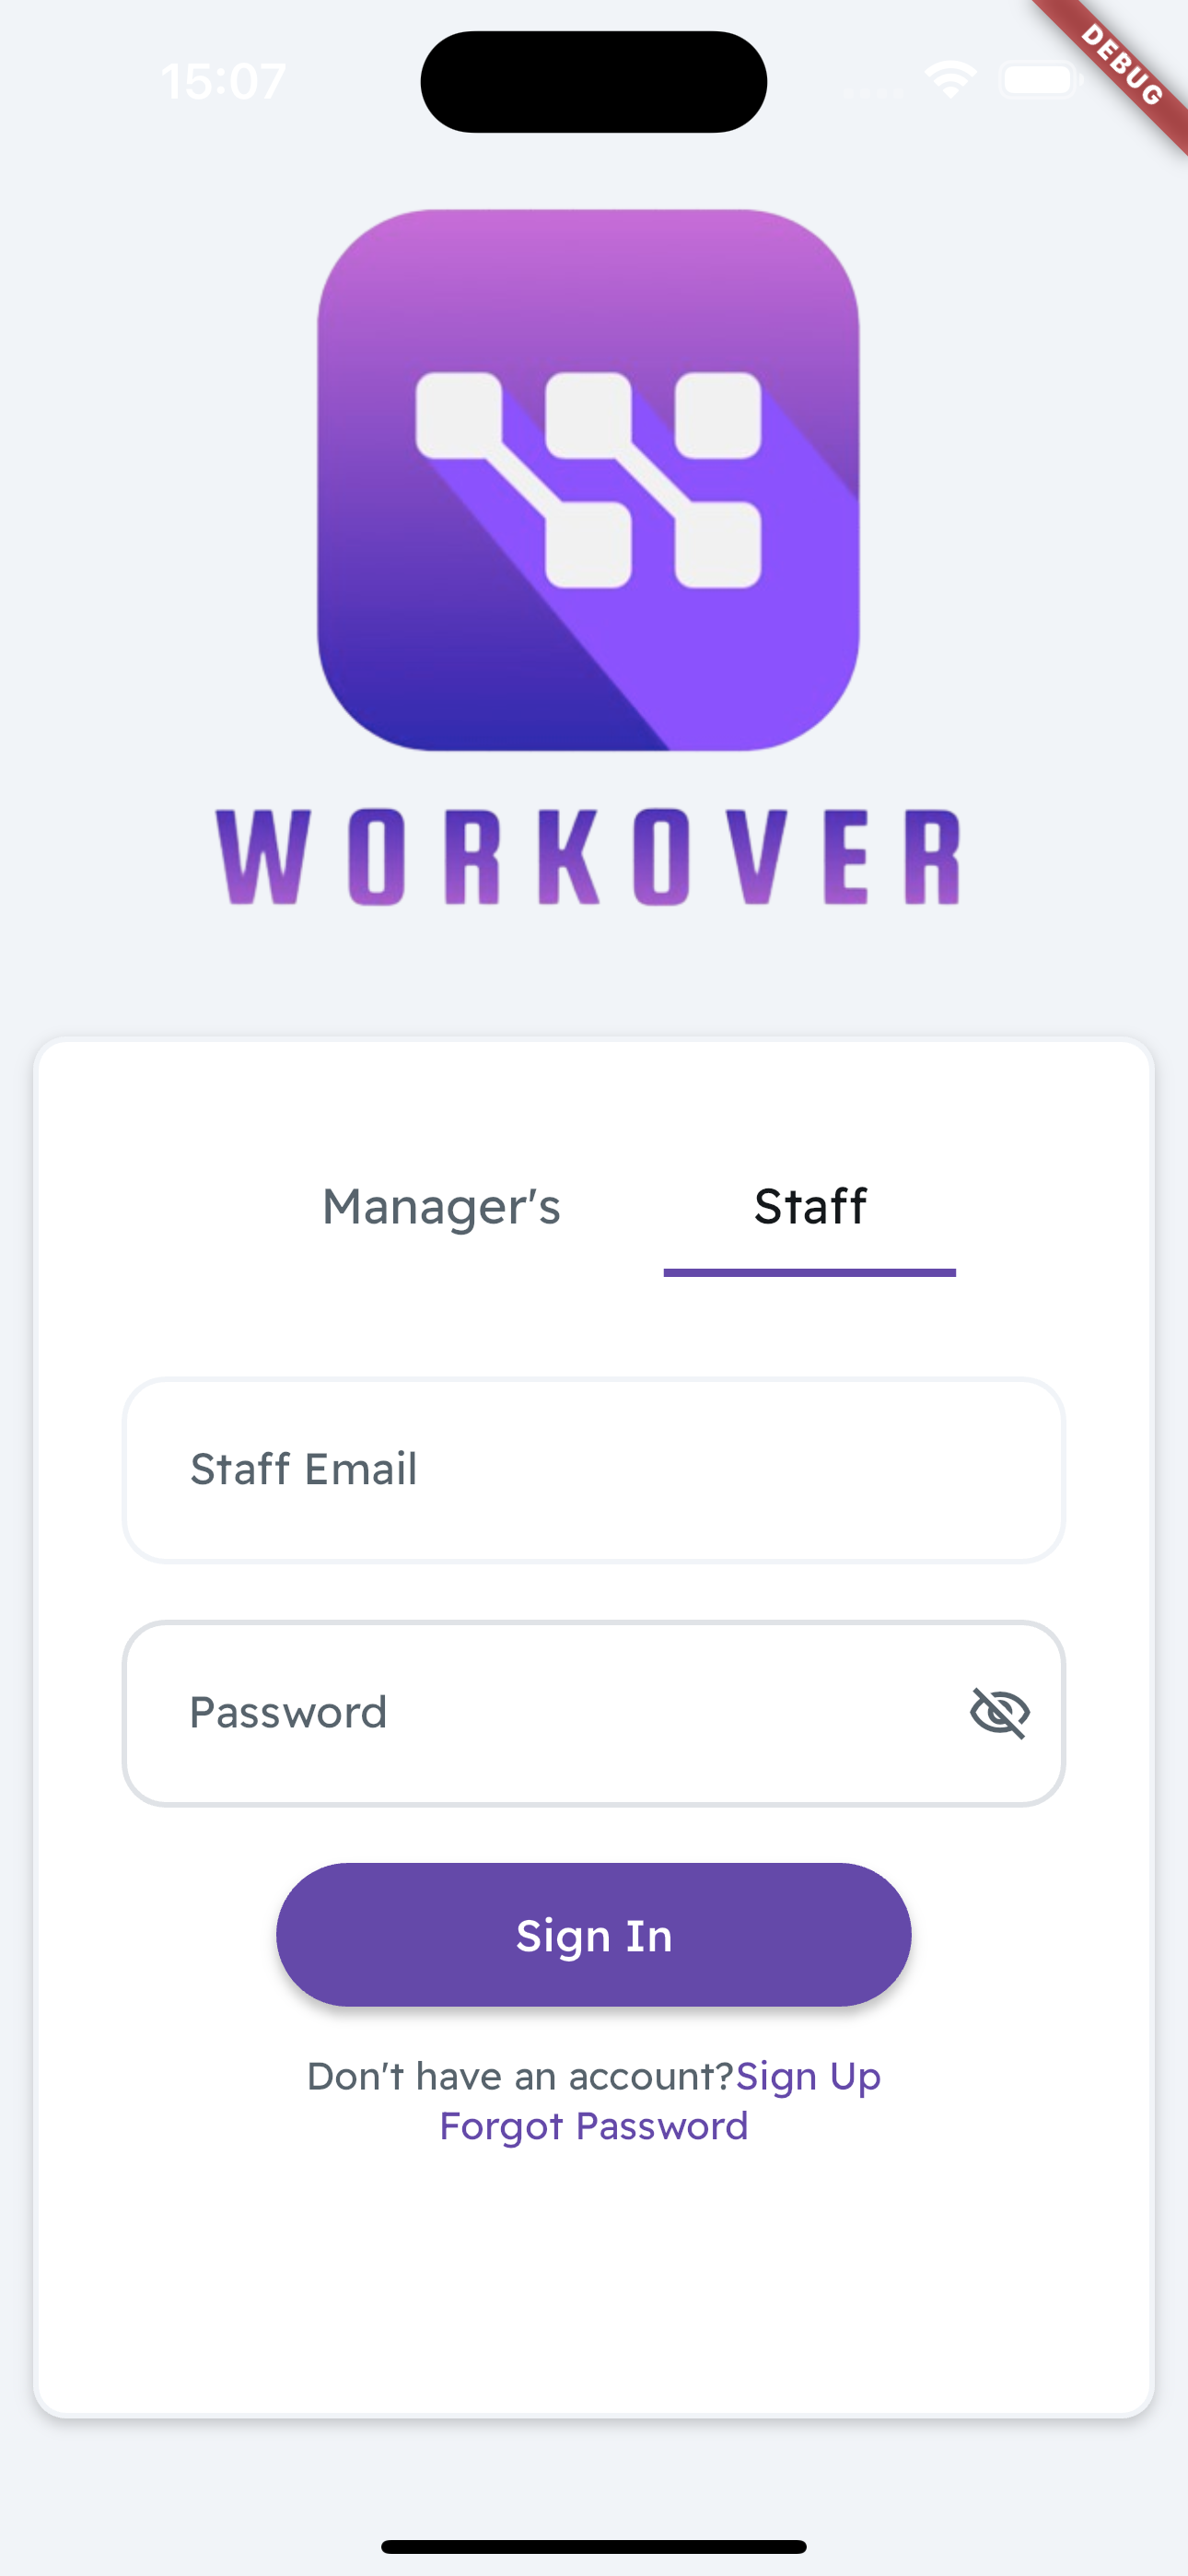 15:07
DEBUG
WORKOVER
Manager's
Staff
Staff Email
Password
Sign In
Don't have an account?Sign Up
Forgot Password